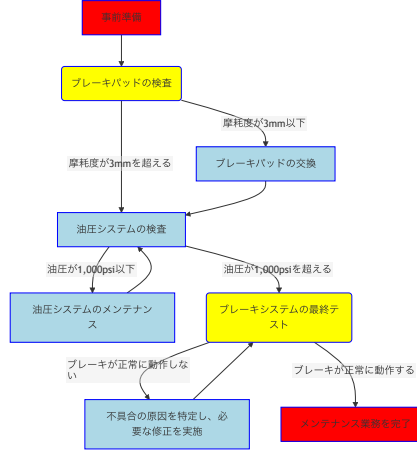 事前準備
ブレーキパッドの検査
摩耗度が3mm以下
摩耗度が3mmを超える
ブレーキパッドの交換
油圧システムの検査
油圧が1,000psi以下
油圧が1,000psiを超える
油圧システムのメンテナン
ス
ブレーキシステムの最終テ
スト
ブレーキが正常に動作しな
い
ブレーキが正常に動作する
不具合の原因を特定し、必
要な修正を実施
メンテナンス業務を完了